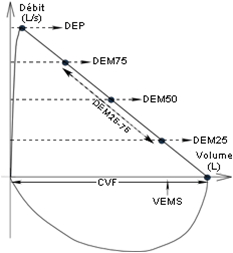 Débit
(L/s)
DEP
DEM75
DEM50
DEM25-75
DEM25
Volume
(L)
CVF
VEMS